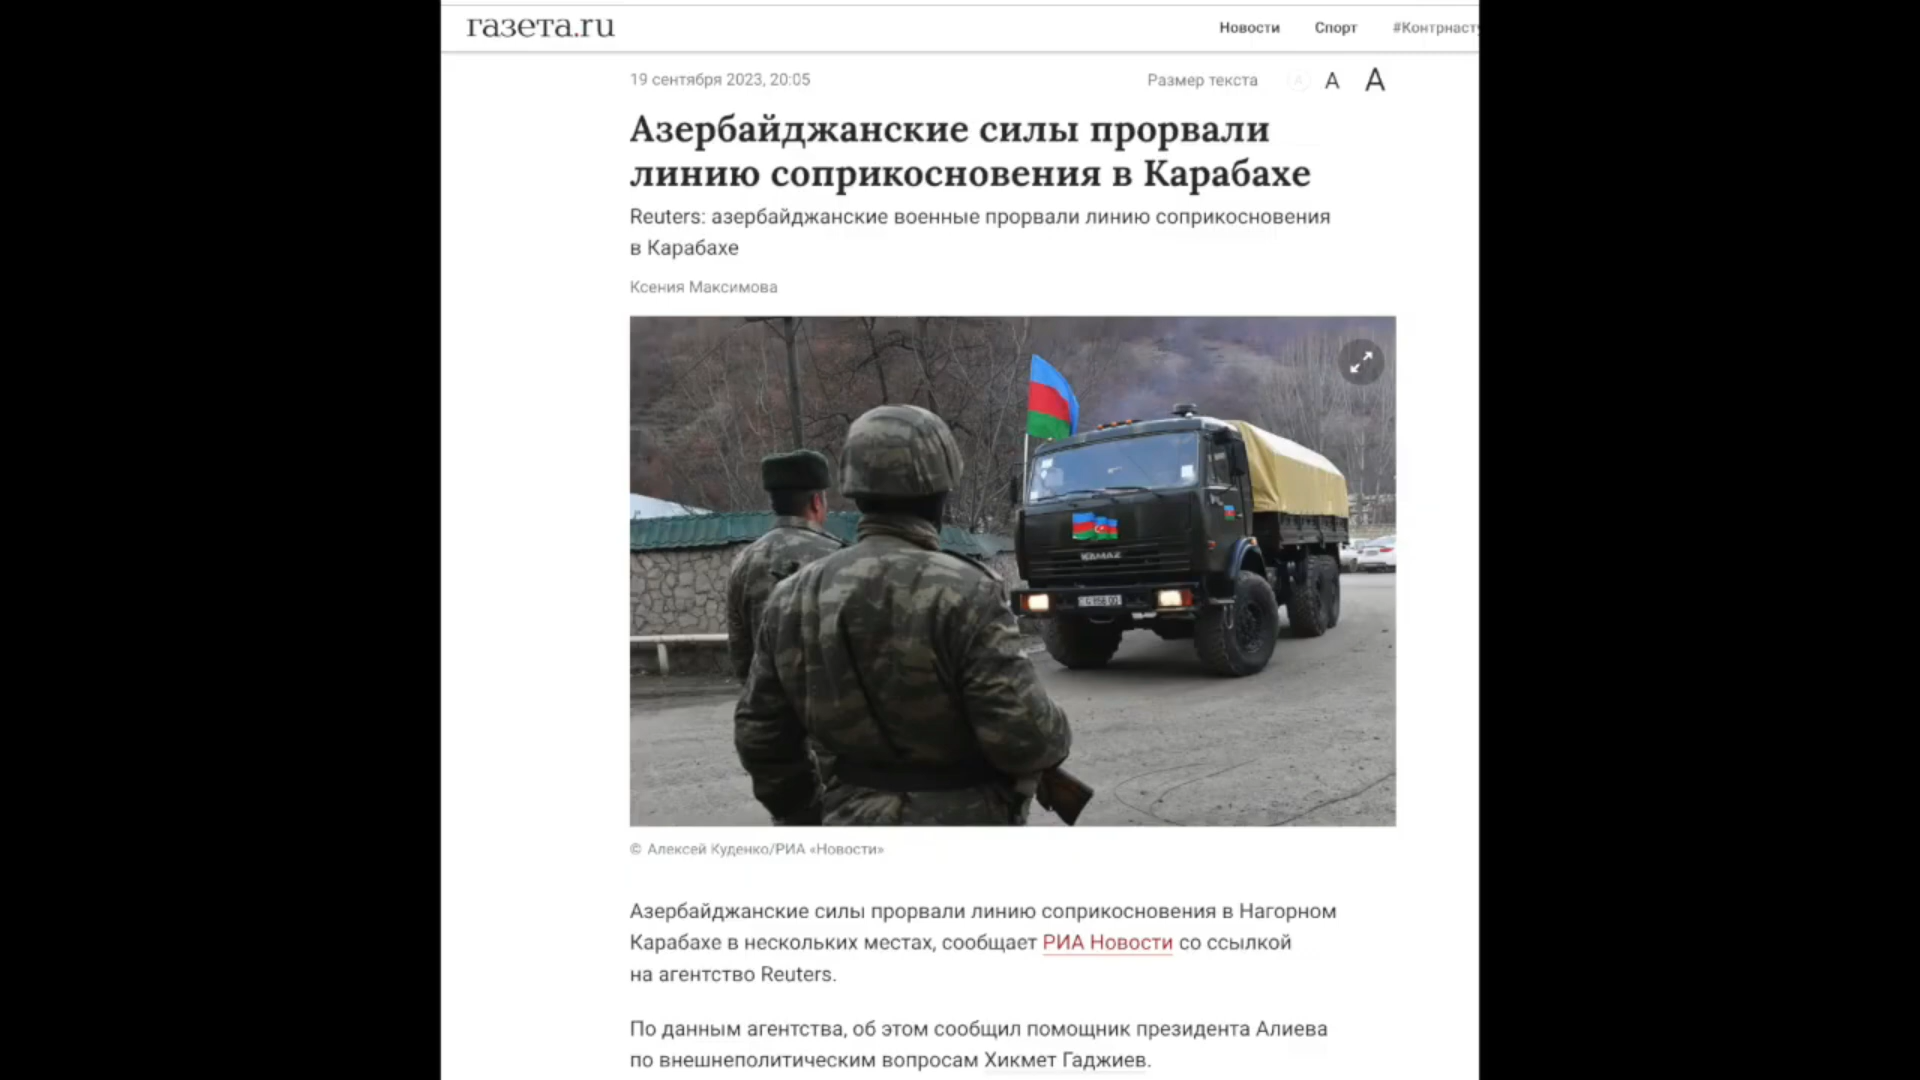 газета.ru
Новости Спорт #Контрнаст
19 сентября 2023, 20:05
Размер текста A A A
Азербайджанские силы прорвали
линию соприкосновения в Карабахе
Reuters: азербайджанские военные прорвали линию соприкосновения
в Карабахе
Ксения Максимова
KAMAZ
© Алексей Куденко/РИА «Новости»
Азербайджанские силы прорвали линию соприкосновения в Нагорном
Карабахе в нескольких местах, сообщает РИА Новости со ссылкой
на агентство Reuters.
По данным агентства, об этом сообщил помощник президента Алиева
по внешнеполитическим вопросам Хикмет Гаджиев.